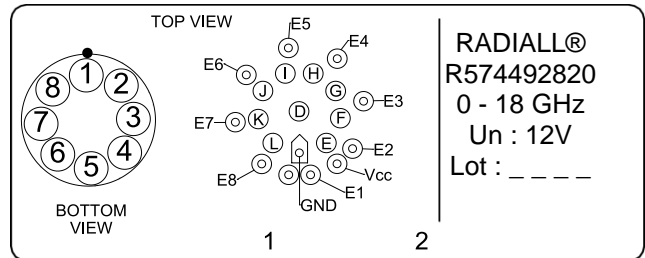 TOP VIEW
E5
E4
E6
I
H
J
G
E3
E7
K
D
F
L
E
E2
E8
Vcc
E1
GND
1
2
3
4
5
6
7
8
BOTTOM
VIEW
1
2
RADIALL®
R574492820
0 - 18 GHz
Un : 12V
Lot : _ _ _ _